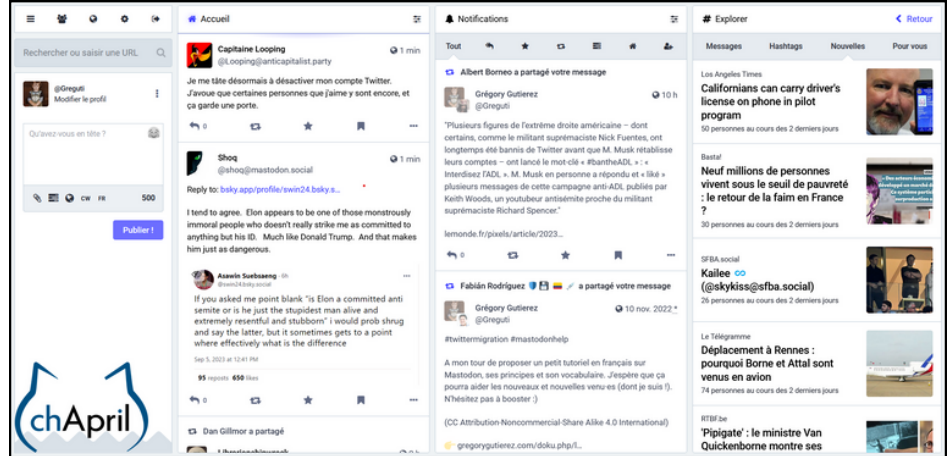 Rechercher ou saisir une URL
@Greguti
Modifier le profil
Qu'avez-vous en tête ?
CW FR 500
Publier !
chApril
Accueil
Capitaine Looping
1 min
@Looping@anticapitalist.party
Je me tâte désormais à désactiver mon compte Twitter.
J'avoue que certaines personnes que j'aime y sont encore, et
ça garde une porte.
0
Shoq
1 min
@shoq@mastodon.social
Reply to: bsky.app/profile/swin24.bsky.s...
I tend to agree. Elon appears to be one of those monstrously
immoral people who doesn't really strike me as committed to
anything but his ID. Much like Donald Trump. And that makes
him just as dangerous.
Asawin Suebsaeng · 6h
@swin24.bsky.social
If you asked me point blank "is Elon a committed anti
semite or is he just the stupidest man alive and
extremely resentful and stubborn" i would prob shrug
and say the latter, but it sometimes gets to a point
where effectively what is the difference
Sep 5, 2023 at 12:41 PM
95 reposts 650 likes
0
Dan Gillmor a partagé
Notifications
Tout
Albert Borneo a partagé votre message
Grégory Gutierez
10 h
@Greguti
"Plusieurs figures de l'extrême droite américaine – dont
certains, comme le militant suprémaciste Nick Fuentes, ont
longtemps été bannis de Twitter avant que M. Musk rétablisse
leurs comptes – ont lancé le mot-clé « #bantheADL » : «
Interdisez l'ADL ». M. Musk en personne a répondu et « liké »
plusieurs messages de cette campagne anti-ADL publiés par
Keith Woods, un youtubeur antisémite proche du militant
suprémaciste Richard Spencer."
lemonde.fr/pixels/article/2023...
0
Fabián Rodríguez a partagé votre message
Grégory Gutierez
10 nov. 2022 *
@Greguti
#twittermigration #mastodonhelp
A mon tour de proposer un petit tutoriel en français sur
Mastodon, ses principes et son vocabulaire. J'espère que ça
pourra aider les nouveaux et nouvelles venu·es (dont je suis !).
N'hésitez pas à booster :)
(CC Attribution-NonCommercial-Share Alike 4.0 International)
gregorygutierez.com/doku.php/l...
# Explorer
Retour
Messages Hashtags Nouvelles Pour vous
Los Angeles Times
Californians can carry driver's
license on phone in pilot
program
50 personnes au cours des 2 derniers jours
Basta!
Neuf millions de personnes
vivent sous le seuil de pauvreté
: le retour de la faim en France
?
30 personnes au cours des 2 derniers jours
SFBA.social
Kailee
(@skykiss@sfba.social)
26 personnes au cours des 2 derniers jours
Le Télégramme
Déplacement à Rennes :
pourquoi Borne et Attal sont
venus en avion
74 personnes au cours des 2 derniers jours
RTBF.be
'Pipigate' : le ministre Van
Quickenborne montre ses